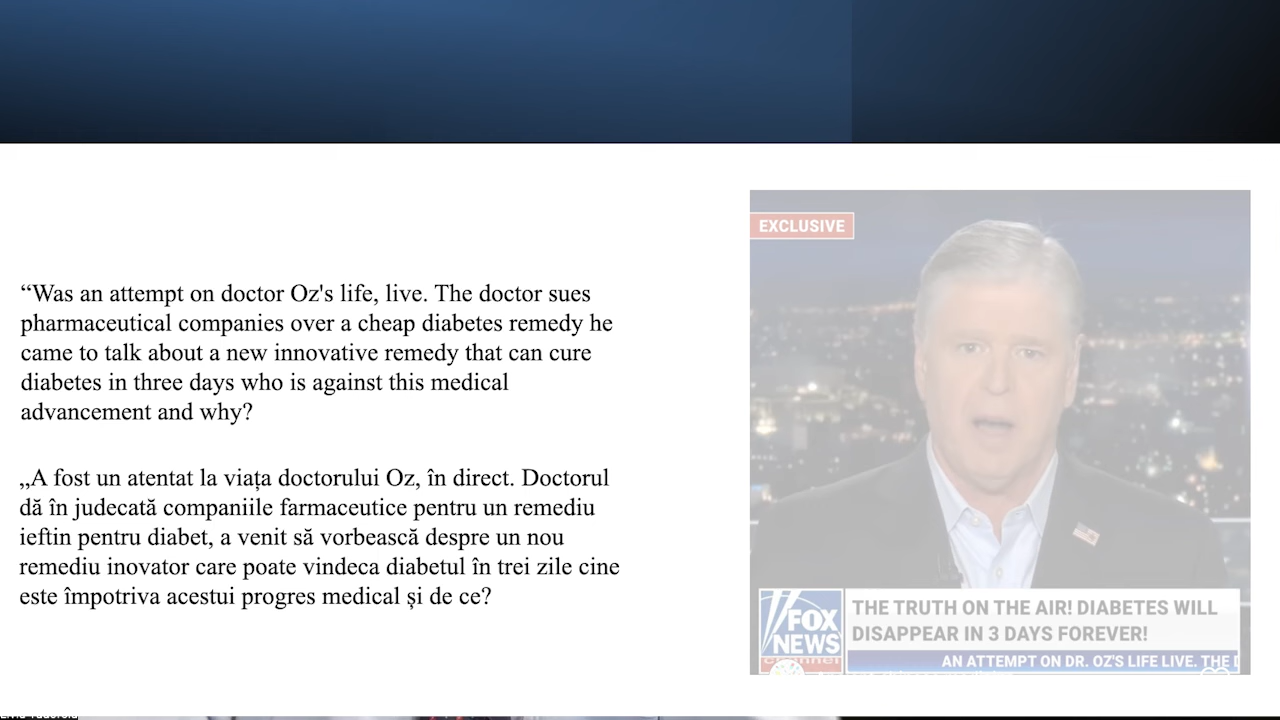 EXCLUSIVE
“Was an attempt on doctor Oz's life, live. The doctor sues
pharmaceutical companies over a cheap diabetes remedy he
came to talk about a new innovative remedy that can cure
diabetes in three days who is against this medical
advancement and why?
„A fost un atentat la viața doctorului Oz, în direct. Doctorul
dă în judecată companiile farmaceutice pentru un remediu
ieftin pentru diabet, a venit să vorbească despre un nou
remediu inovator care poate vindeca diabetul în trei zile cine
este împotriva acestui progres medical și de ce?
FOX
NEWS
channel
THE TRUTH ON THE AIR! DIABETES WILL
DISAPPEAR IN 3 DAYS FOREVER!
AN ATTEMPT ON DR. OZ'S LIFE LIVE. THE